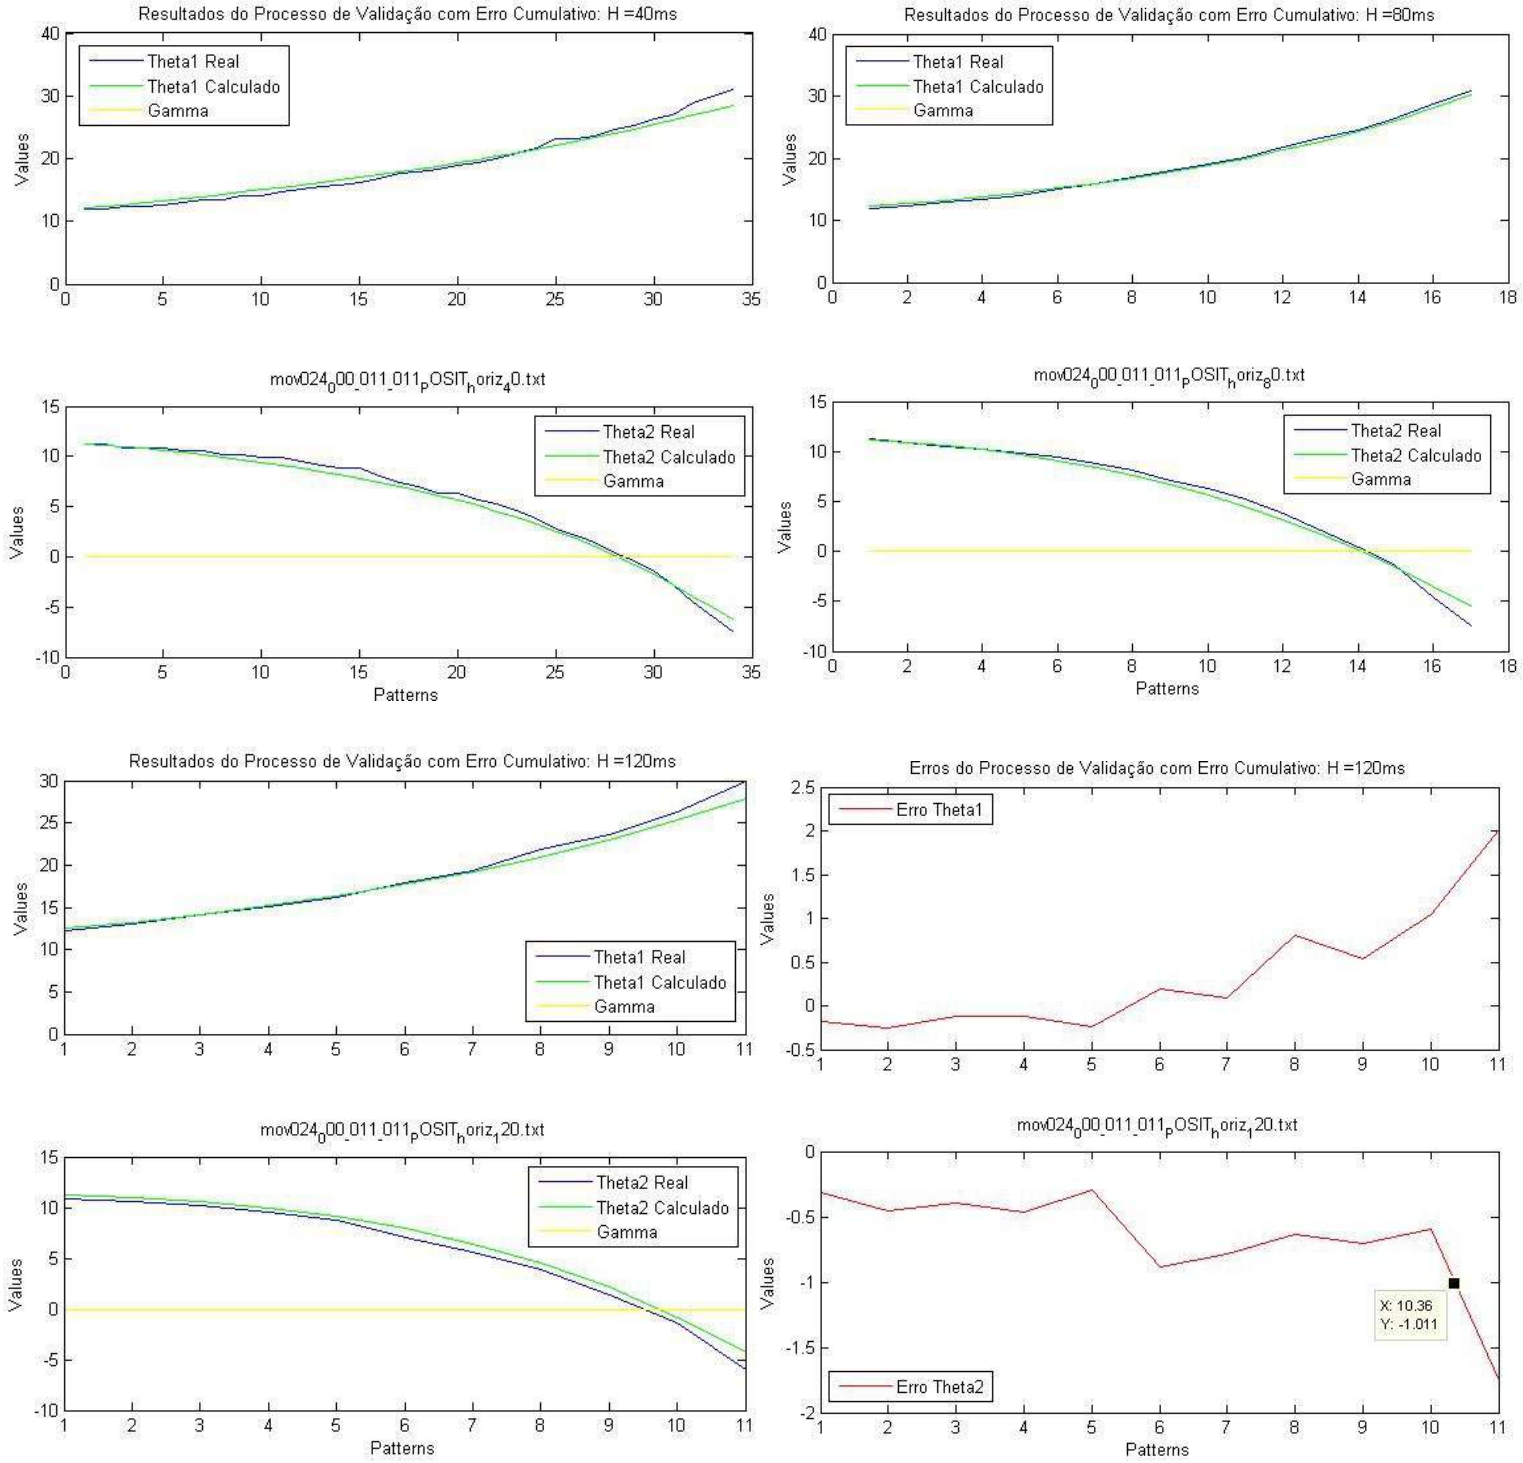 Resultados do Processo de Validação com Erro Cumulativo: H =40ms
40
30
20
10
0
Values
Theta1 Real
Theta1 Calculado
Gamma
0 5 10 15 20 25 30 35
Resultados do Processo de Validação com Erro Cumulativo: H =80ms
40
30
20
10
0
Values
Theta1 Real
Theta1 Calculado
Gamma
0 2 4 6 8 10 12 14 16 18
mov024_000_011_011_POSIT_horiz_40.txt
15
10
5
0
-5
-10
Values
Theta2 Real
Theta2 Calculado
Gamma
0 5 10 15 20 25 30 35
Patterns
mov024_000_011_011_POSIT_horiz_80.txt
15
10
5
0
-5
-10
Values
Theta2 Real
Theta2 Calculado
Gamma
0 2 4 6 8 10 12 14 16 18
Patterns
Resultados do Processo de Validação com Erro Cumulativo: H =120ms
30
25
20
15
10
5
0
Values
Theta1 Real
Theta1 Calculado
Gamma
1 2 3 4 5 6 7 8 9 10 11
Erros do Processo de Validação com Erro Cumulativo: H =120ms
2.5
2
1.5
1
0.5
0
-0.5
Values
Erro Theta1
1 2 3 4 5 6 7 8 9 10 11
mov024_000_011_011_POSIT_horiz_120.txt
15
10
5
0
-5
-10
Values
Theta2 Real
Theta2 Calculado
Gamma
1 2 3 4 5 6 7 8 9 10 11
Patterns
mov024_000_011_011_POSIT_horiz_120.txt
0
-0.5
-1
-1.5
-2
Values
X: 10.36
Y: -1.011
Erro Theta2
1 2 3 4 5 6 7 8 9 10 11
Patterns